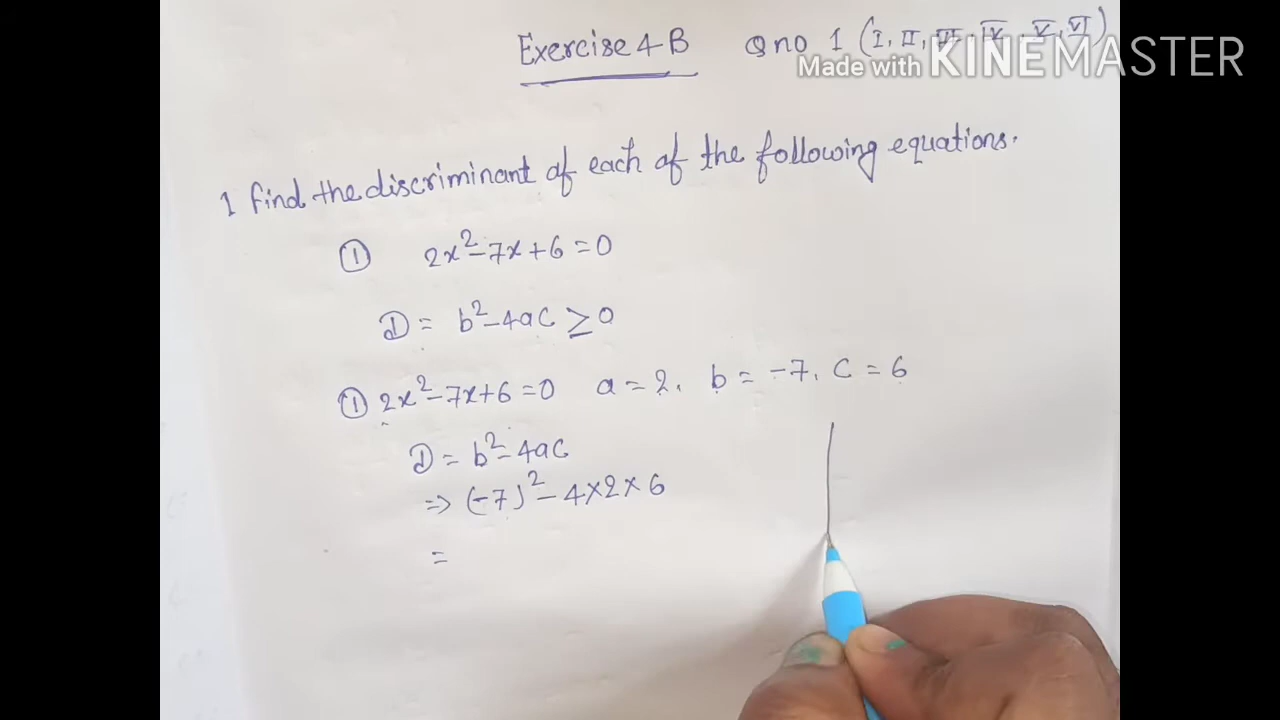 Exercise 4-B Qno 1 (I, II, III, IV, V, VI)
Made with KINEMASTER
1 Find the discriminant of each of the following equations.
① 2x²-7x+6=0
D = b²-4ac ≥ 0
① 2x²-7x+6=0 a=2, b=-7, c=6
D = b²-4ac
⇒ (-7)²-4×2×6
=